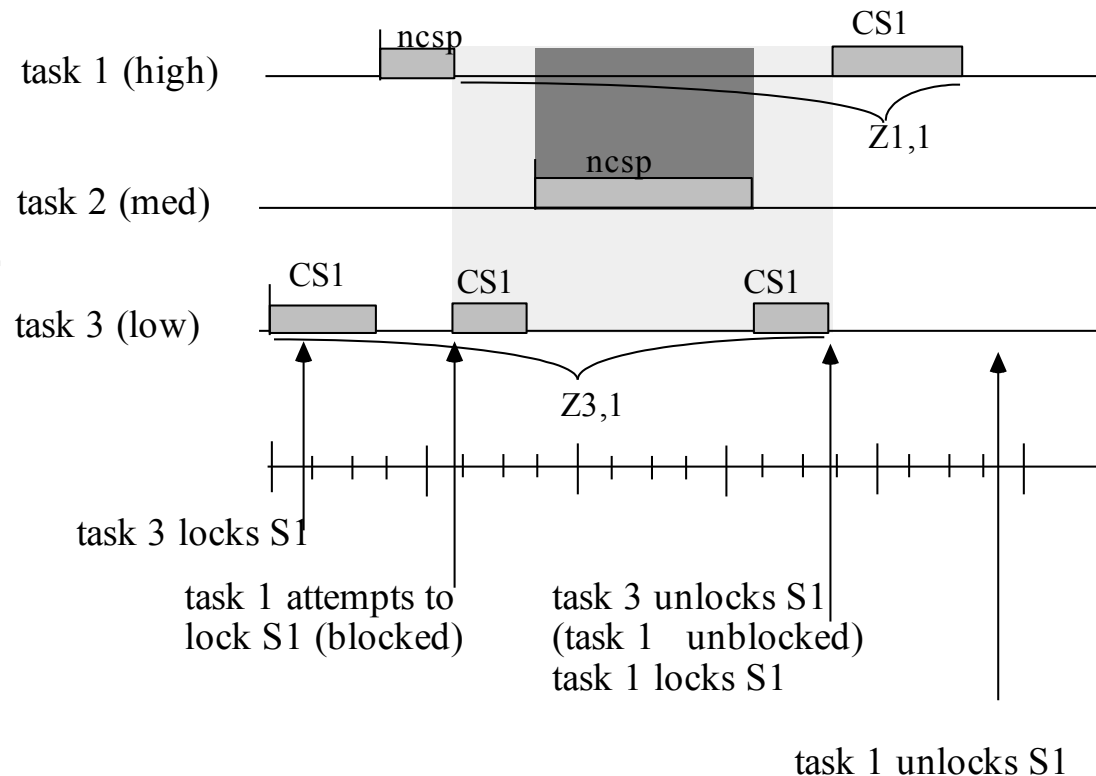 CS1
ncsp
task 1 (high)
Z1,1
ncsp
task 2 (med)
CS1
CS1
CS1
task 3 (low)
Z3,1
task 3 locks S1
task 1 attempts to
lock S1 (blocked)
task 3 unlocks S1
(task 1 unblocked)
task 1 locks S1
task 1 unlocks S1